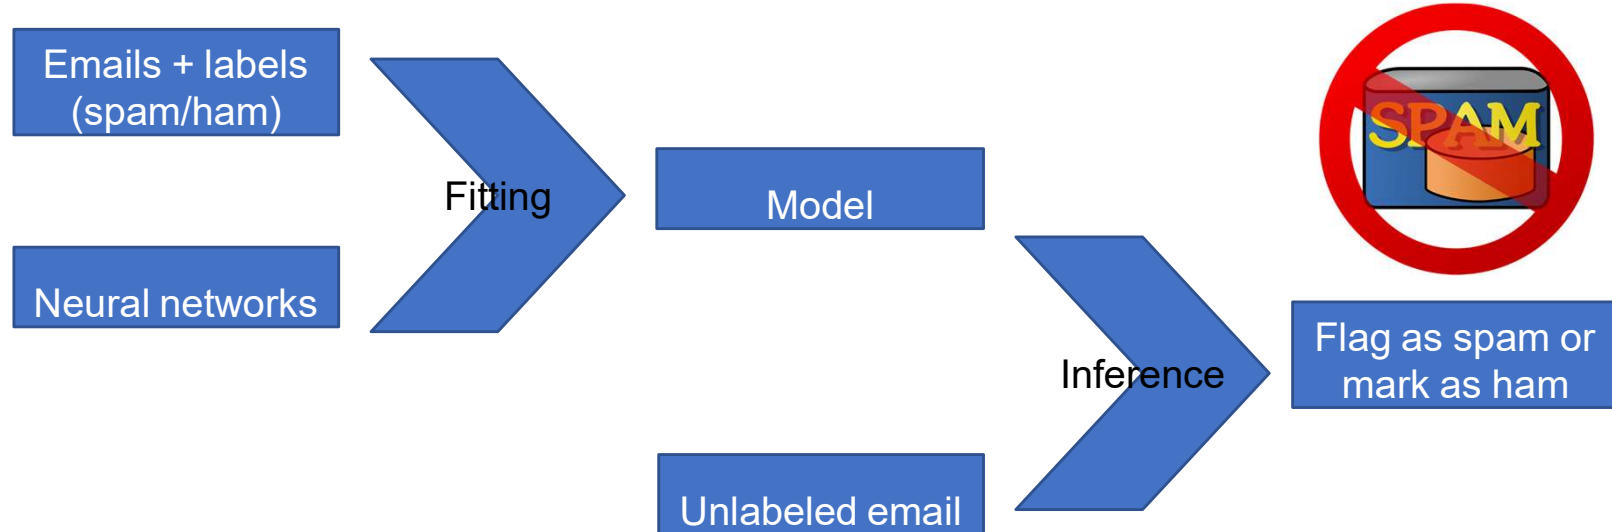 Emails + labels
(spam/ham)
Neural networks
Fitting
Model
Unlabeled email
Inference
SPAM
Flag as spam or
mark as ham